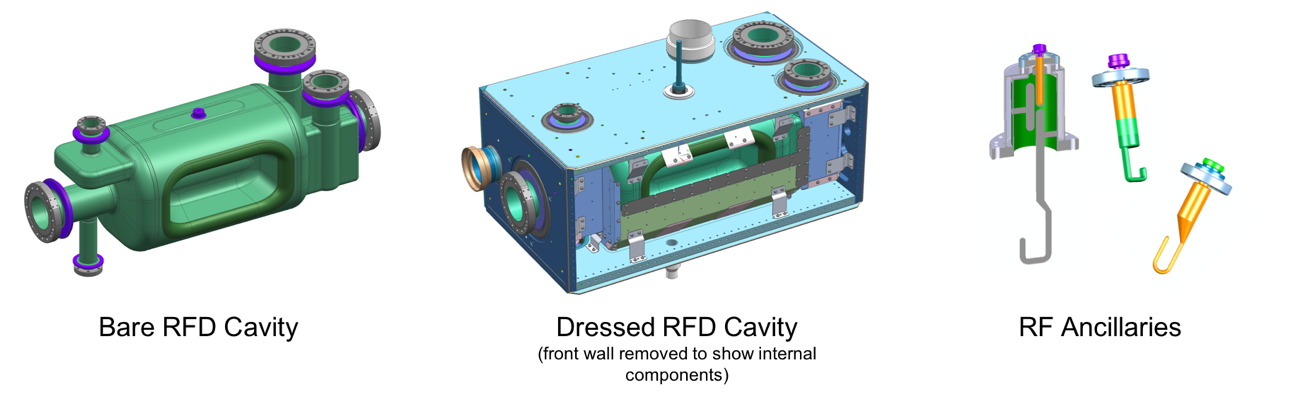 Bare RFD Cavity
Dressed RFD Cavity
(front wall removed to show internal
components)
RF Ancillaries